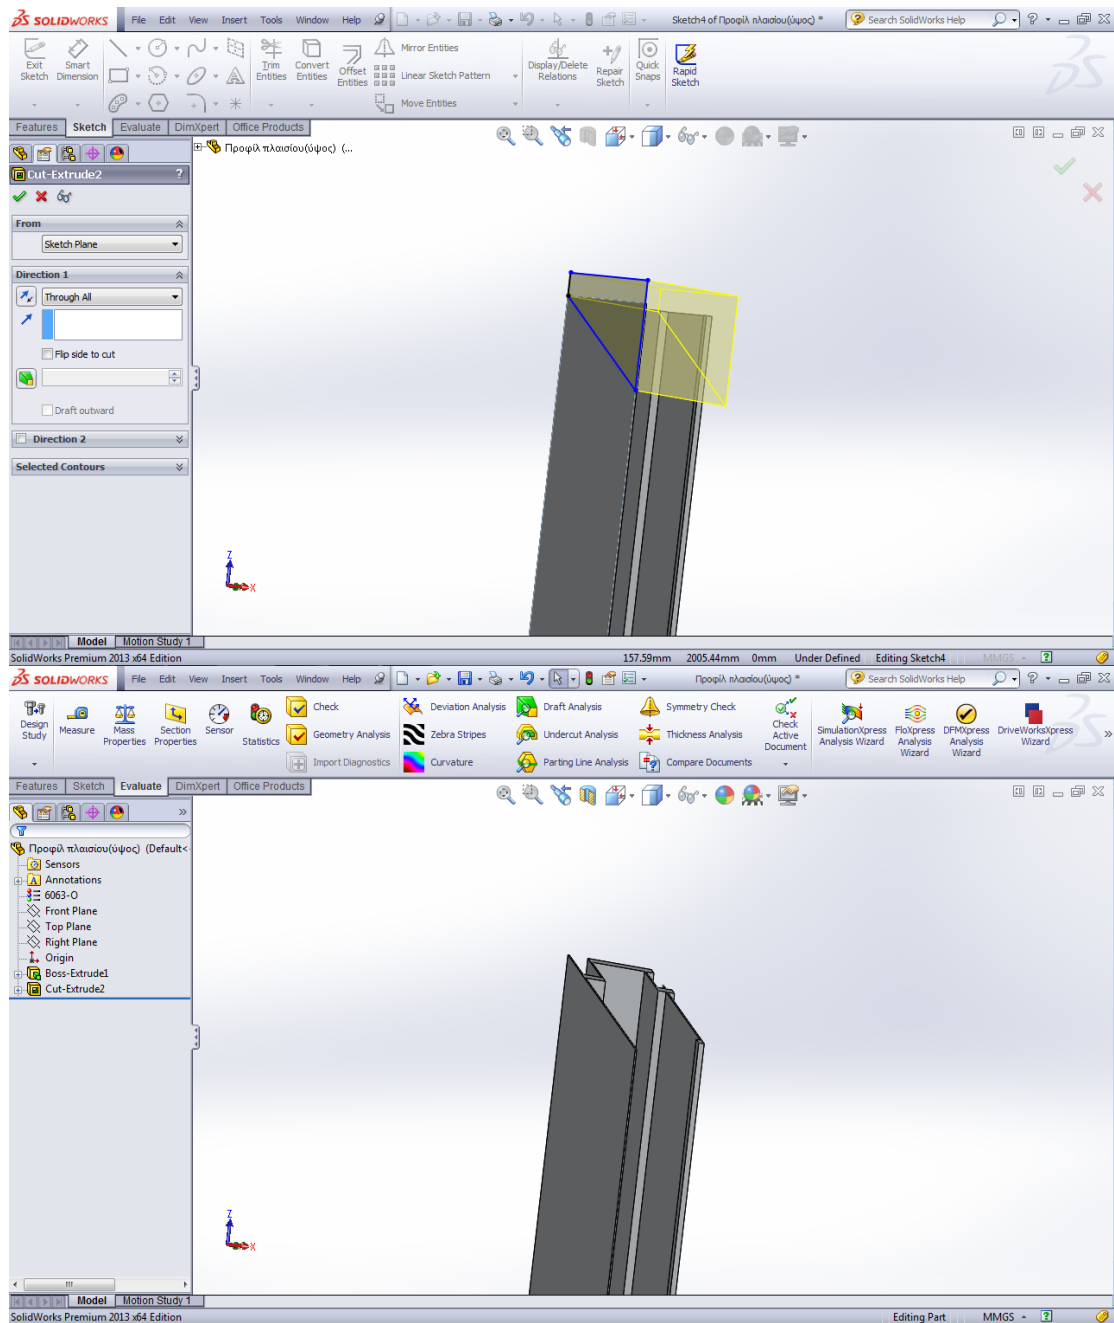 SOLIDWORKS File Edit View Insert Tools Window Help Sketch4 of Προφίλ πλαισίου(ύψος) * Search SolidWorks Help
Exit Sketch
Smart Dimension
Trim Entities
Convert Entities
Offset Entities
Mirror Entities
Linear Sketch Pattern
Move Entities
Display/Delete Relations
Repair Sketch
Quick Snaps
Rapid Sketch
Features Sketch Evaluate DimXpert Office Products
Προφίλ πλαισίου(ύψος) (...
Cut-Extrude2 ?
From
Sketch Plane
Direction 1
Through All
Flip side to cut
Draft outward
Direction 2
Selected Contours
Z
X
Model Motion Study 1
SolidWorks Premium 2013 x64 Edition 157.59mm 2005.44mm 0mm Under Defined Editing Sketch4 MMGS
SOLIDWORKS File Edit View Insert Tools Window Help Προφίλ πλαισίου(ύψος) * Search SolidWorks Help
Design Study
Measure
Mass Properties
Section Properties
Sensor
Statistics
Check
Geometry Analysis
Import Diagnostics
Deviation Analysis
Zebra Stripes
Curvature
Draft Analysis
Undercut Analysis
Parting Line Analysis
Symmetry Check
Thickness Analysis
Compare Documents
Check Active Document
SimulationXpress Analysis Wizard
FloXpress Analysis Wizard
DFMXpress Analysis Wizard
DriveWorksXpress Wizard
Features Sketch Evaluate DimXpert Office Products
Προφίλ πλαισίου(ύψος) (Default<
Sensors
Annotations
6063-O
Front Plane
Top Plane
Right Plane
Origin
Boss-Extrude1
Cut-Extrude2
Z
X
Model Motion Study 1
SolidWorks Premium 2013 x64 Edition Editing Part MMGS